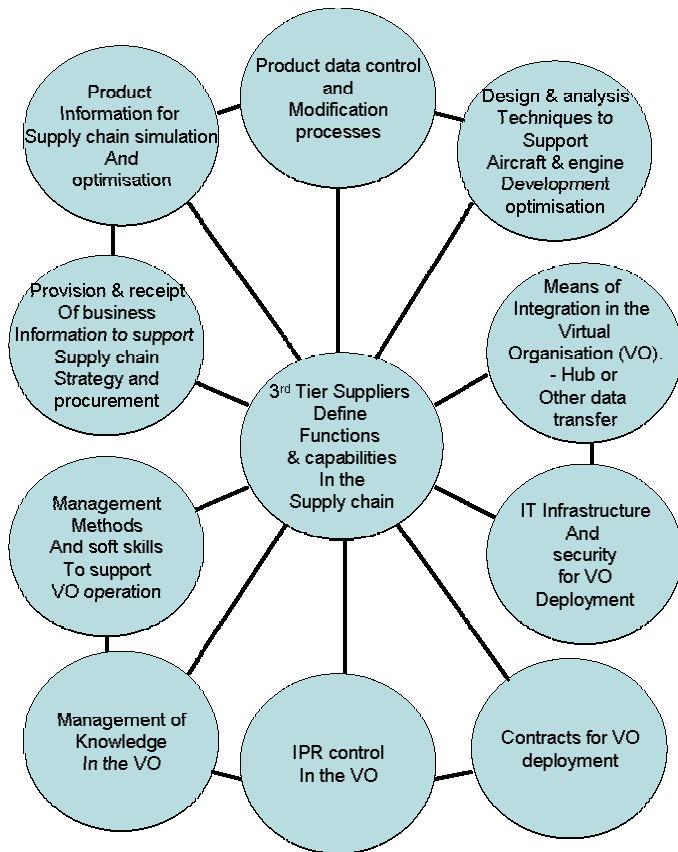 Product data control
and
Modification
processes
Product
Information for
Supply chain simulation
And
optimisation
Design & analysis
Techniques to
Support
Aircraft & engine
Development
optimisation
Provision & receipt
Of business
Information to support
Supply chain
Strategy and
procurement
Means of
Integration in the
Virtual
Organisation (VO).
- Hub or
Other data
transfer
3rd Tier Suppliers
Define
Functions
& capabilities
In the
Supply chain
Management
Methods
And soft skills
To support
VO operation
IT Infrastructure
And
security
for VO
Deployment
Management of
Knowledge
In the VO
IPR control
In the VO
Contracts for VO
deployment